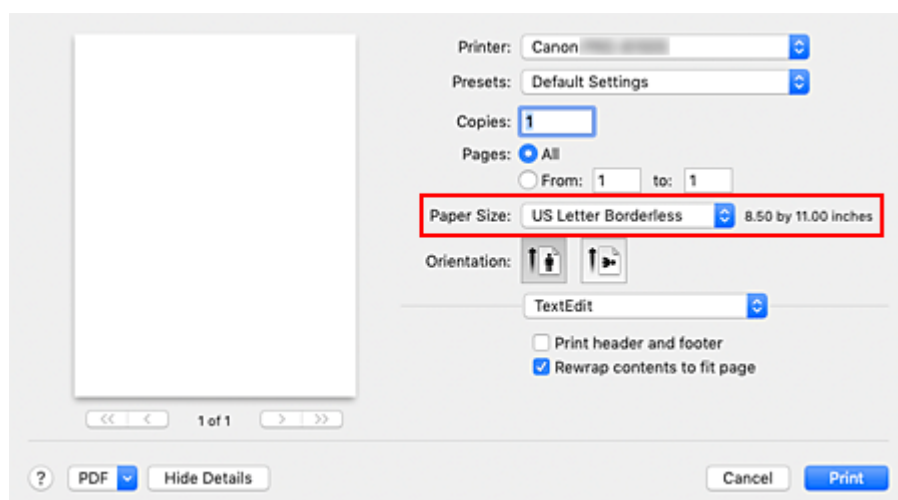 Printer: Canon
Presets: Default Settings
Copies: 1
Pages: All
From: 1 to: 1
Paper Size: US Letter Borderless 8.50 by 11.00 inches
Orientation:
TextEdit
Print header and footer
Rewrap contents to fit page
<< < 1 of 1 > >>
? PDF Hide Details Cancel Print